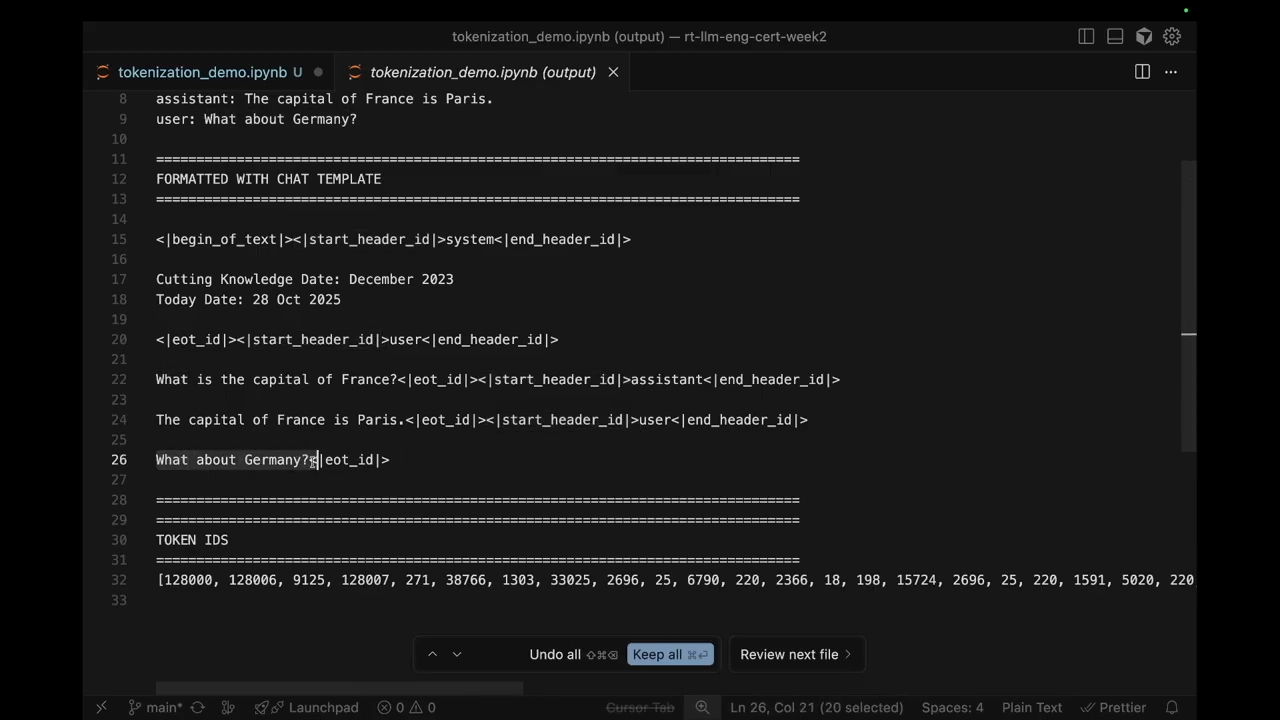 tokenization_demo.ipynb (output) — rt-llm-eng-cert-week2
tokenization_demo.ipynb U
tokenization_demo.ipynb (output)
8 assistant: The capital of France is Paris.
9 user: What about Germany?
10
11 ================================================================================
12 FORMATTED WITH CHAT TEMPLATE
13 ================================================================================
14
15 <|begin_of_text|><|start_header_id|>system<|end_header_id|>
16
17 Cutting Knowledge Date: December 2023
18 Today Date: 28 Oct 2025
19
20 <|eot_id|><|start_header_id|>user<|end_header_id|>
21
22 What is the capital of France?<|eot_id|><|start_header_id|>assistant<|end_header_id|>
23
24 The capital of France is Paris.<|eot_id|><|start_header_id|>user<|end_header_id|>
25
26 What about Germany?<|eot_id|>
27
28 ================================================================================
29 ================================================================================
30 TOKEN IDS
31 ================================================================================
32 [128000, 128006, 9125, 128007, 271, 38766, 1303, 33025, 2696, 25, 6790, 220, 2366, 18, 198, 15724, 2696, 25, 220, 1591, 5020, 220
33
Undo all ⇧⌘⌫ Keep all ⌘⏎ Review next file
main* Launchpad 0 0 Cursor Tab Ln 26, Col 21 (20 selected) Spaces: 4 Plain Text Prettier